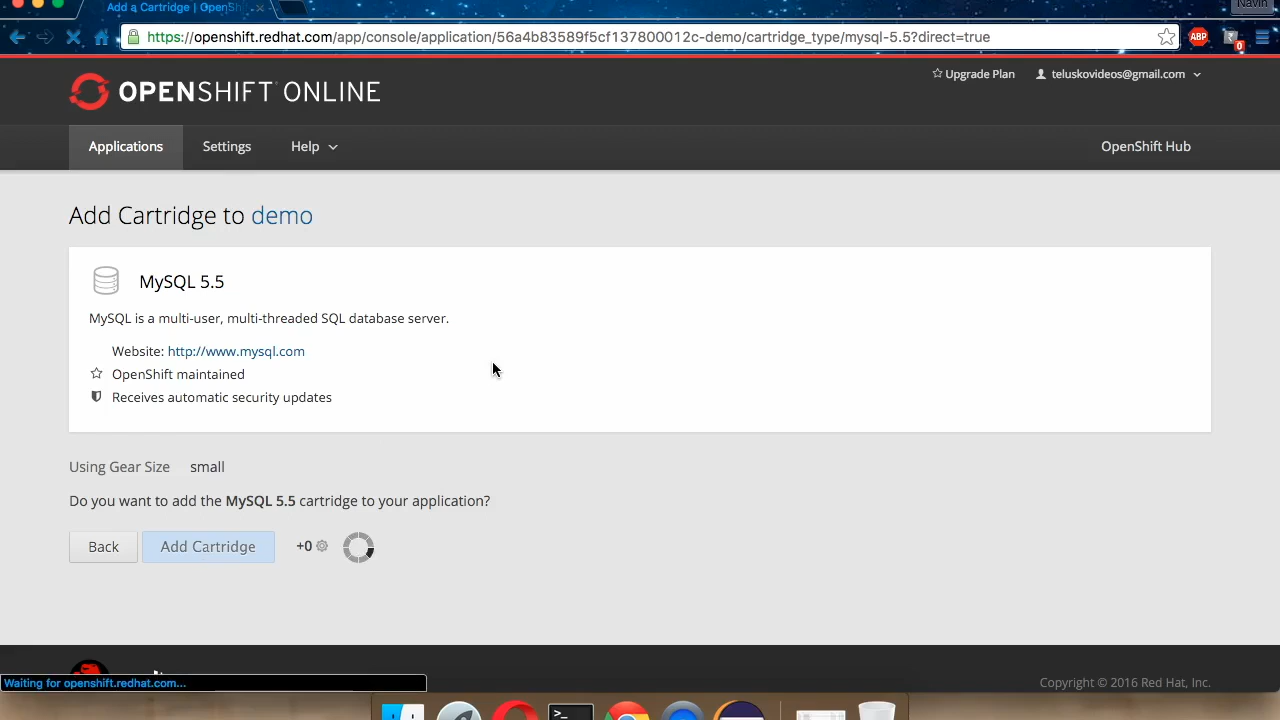 Add a Cartridge | OpenSh
Navin
https://openshift.redhat.com/app/console/application/56a4b83589f5cf137800012c-demo/cartridge_type/mysql-5.5?direct=true
ABP
0
Upgrade Plan
teluskovideos@gmail.com
OPENSHIFT ONLINE
Applications
Settings
Help
OpenShift Hub
Add Cartridge to demo
MySQL 5.5
MySQL is a multi-user, multi-threaded SQL database server.
Website: http://www.mysql.com
OpenShift maintained
Receives automatic security updates
Using Gear Size small
Do you want to add the MySQL 5.5 cartridge to your application?
Back
Add Cartridge
+0
Waiting for openshift.redhat.com...
Copyright © 2016 Red Hat, Inc.
>_